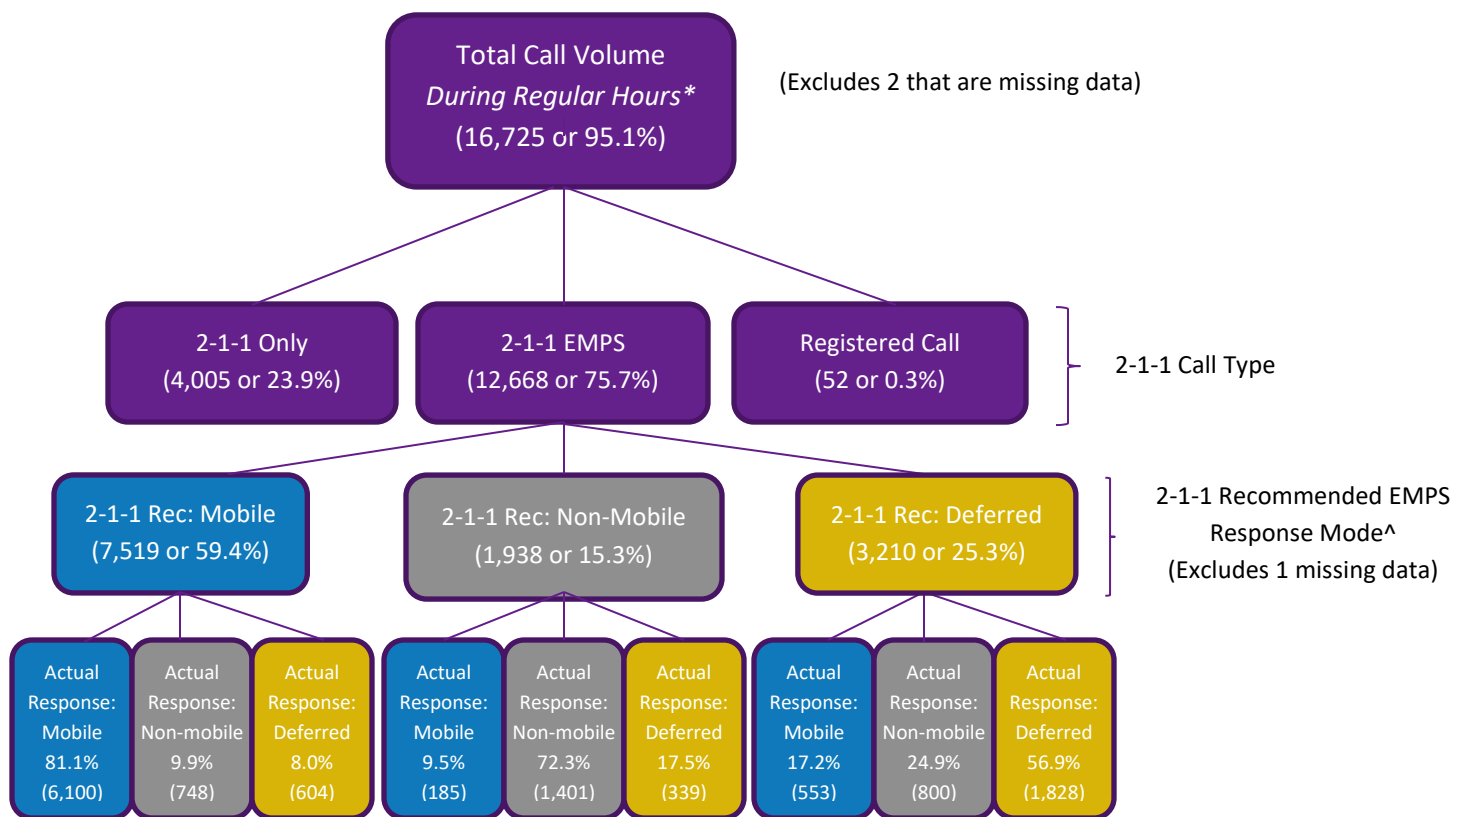 Total Call Volume
During Regular Hours*
(16,725 or 95.1%)
(Excludes 2 that are missing data)
2-1-1 Only
(4,005 or 23.9%)
2-1-1 EMPS
(12,668 or 75.7%)
Registered Call
(52 or 0.3%)
2-1-1 Call Type
2-1-1 Rec: Mobile
(7,519 or 59.4%)
2-1-1 Rec: Non-Mobile
(1,938 or 15.3%)
2-1-1 Rec: Deferred
(3,210 or 25.3%)
2-1-1 Recommended EMPS
Response Mode^
(Excludes 1 missing data)
Actual
Response:
Mobile
81.1%
(6,100)
Actual
Response:
Non-mobile
9.9%
(748)
Actual
Response:
Deferred
8.0%
(604)
Actual
Response:
Mobile
9.5%
(185)
Actual
Response:
Non-mobile
72.3%
(1,401)
Actual
Response:
Deferred
17.5%
(339)
Actual
Response:
Mobile
17.2%
(553)
Actual
Response:
Non-mobile
24.9%
(800)
Actual
Response:
Deferred
56.9%
(1,828)